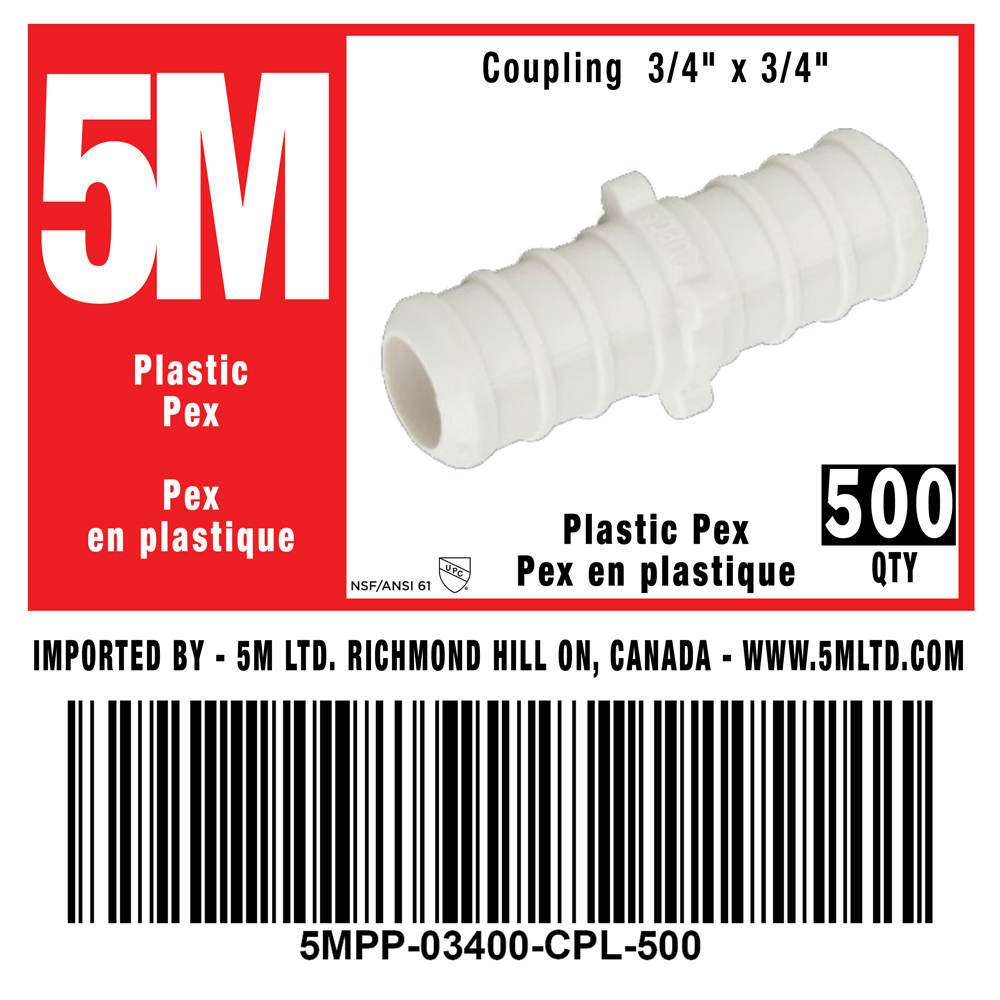 5M
Plastic
Pex
Pex
en plastique
Coupling 3/4" x 3/4"
Plastic Pex
Pex en plastique
500
QTY
NSF/ANSI 61
UPC
IMPORTED BY - 5M LTD. RICHMOND HILL ON, CANADA - WWW.5MLTD.COM
5MPP-03400-CPL-500